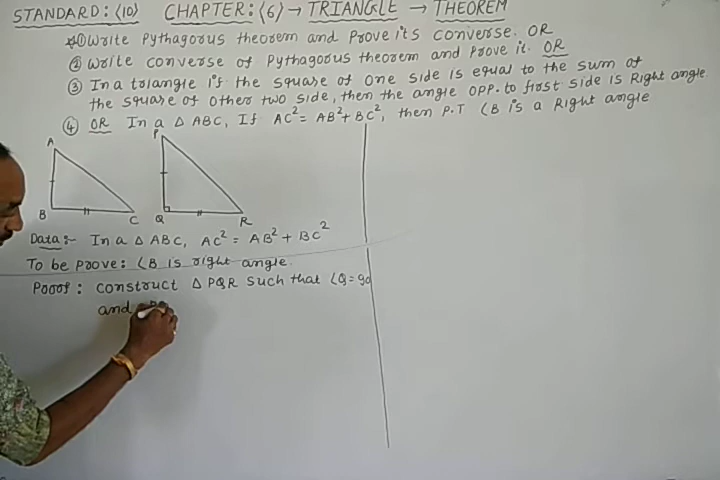 STANDARD: ⟨10⟩ CHAPTER: ⟨6⟩ → TRIANGLE → THEOREM
① Write Pythagorus theorem and prove it's converse. OR
② Write converse of Pythagorus theorem and prove it. OR
③ In a triangle if the square of one side is equal to the sum of
the square of other two side, then the angle opp. to first side is Right angle.
④ OR In a △ ABC, If AC² = AB² + BC², then P.T ∠B is a Right angle
A
B
C
P
Q
R
Data :- In a △ ABC, AC² = AB² + BC²
To be prove: ∠B is right angle.
Proof : construct △ PQR such that ∠Q = 90
and